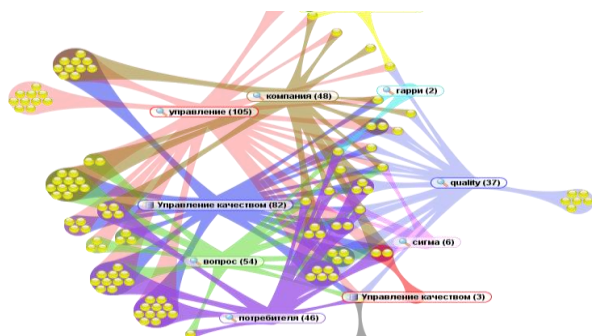 компания (48)
гарри (2)
управление (105)
quality (37)
Управление качеством (82)
сигма (6)
вопрос (54)
Управление качеством (3)
потребителя (46)